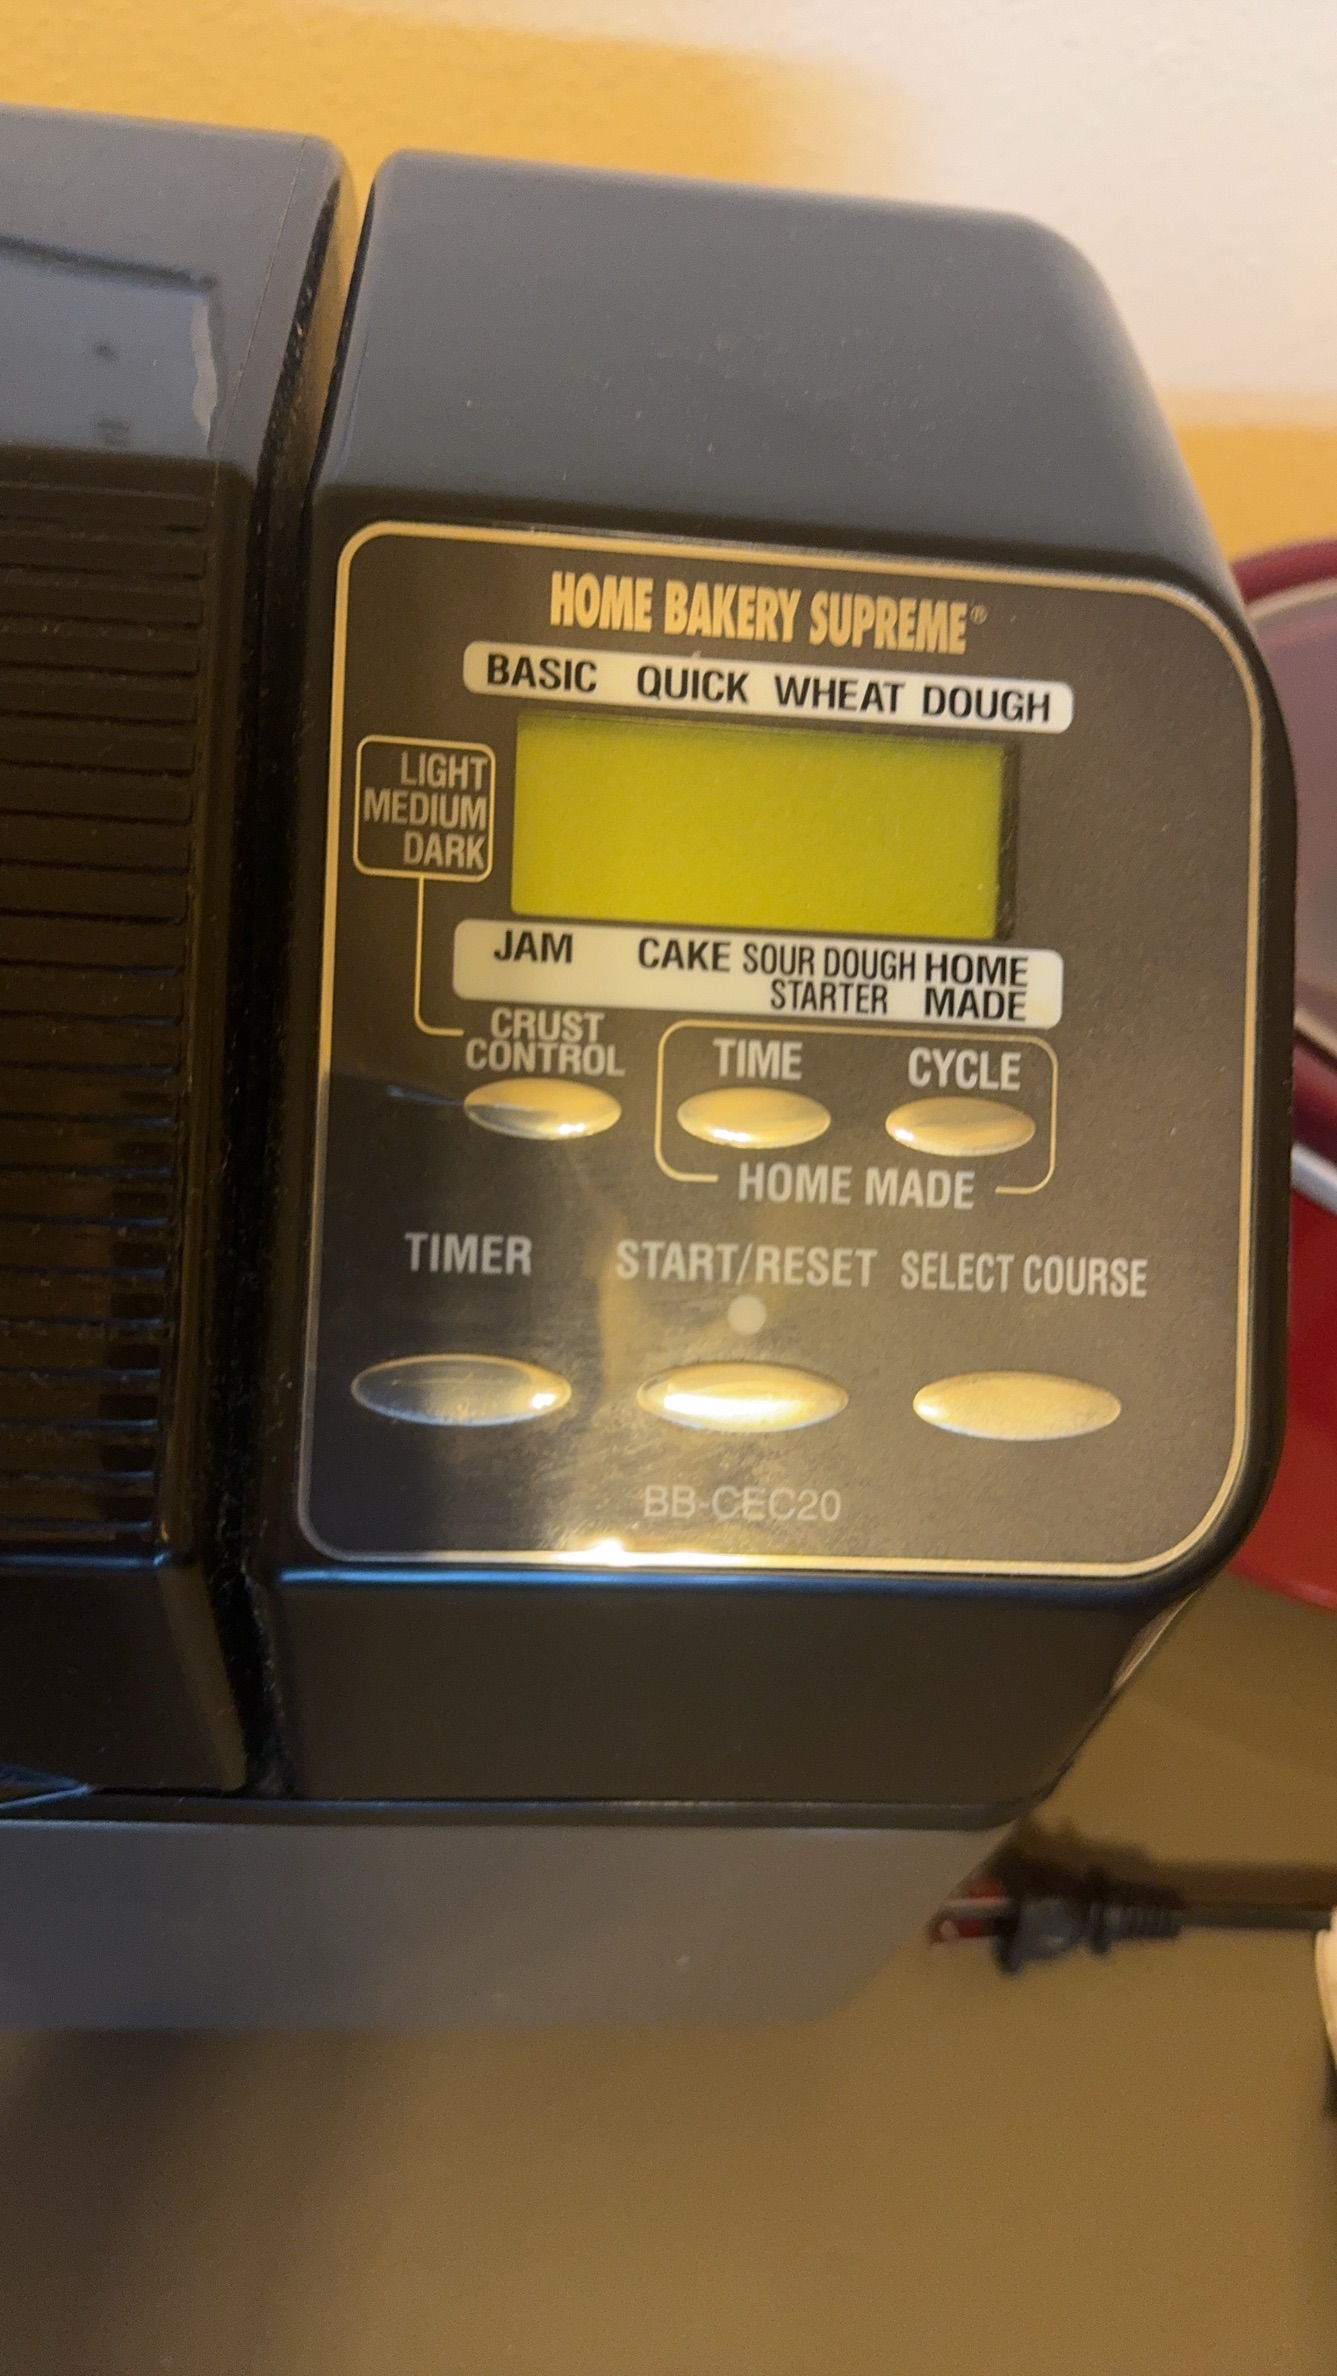 HOME BAKERY SUPREME®
BASIC QUICK WHEAT DOUGH
LIGHT
MEDIUM
DARK
JAM CAKE SOUR DOUGH STARTER HOME MADE
CRUST
CONTROL
TIME CYCLE
HOME MADE
TIMER START/RESET SELECT COURSE
BB-CEC20